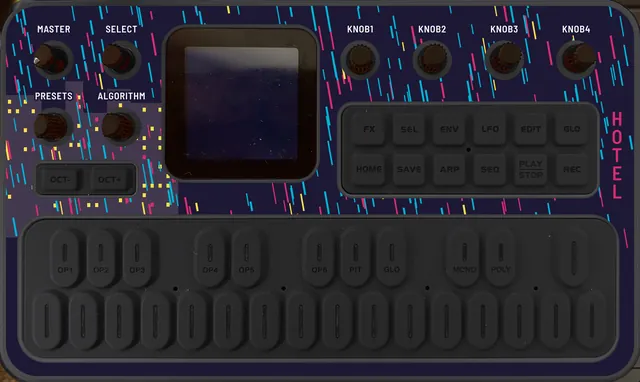 MASTER SELECT KNOB1 KNOB2 KNOB3 KNOB4
PRESETS ALGORITHM
FX SEL ENV LFO EDIT GLO
HOME SAVE ARP SEQ PLAY STOP REC
OCT- OCT+
HOTEL
OP1 OP2 OP3 OP4 OP5 OP6 PIT GLO MONO POLY